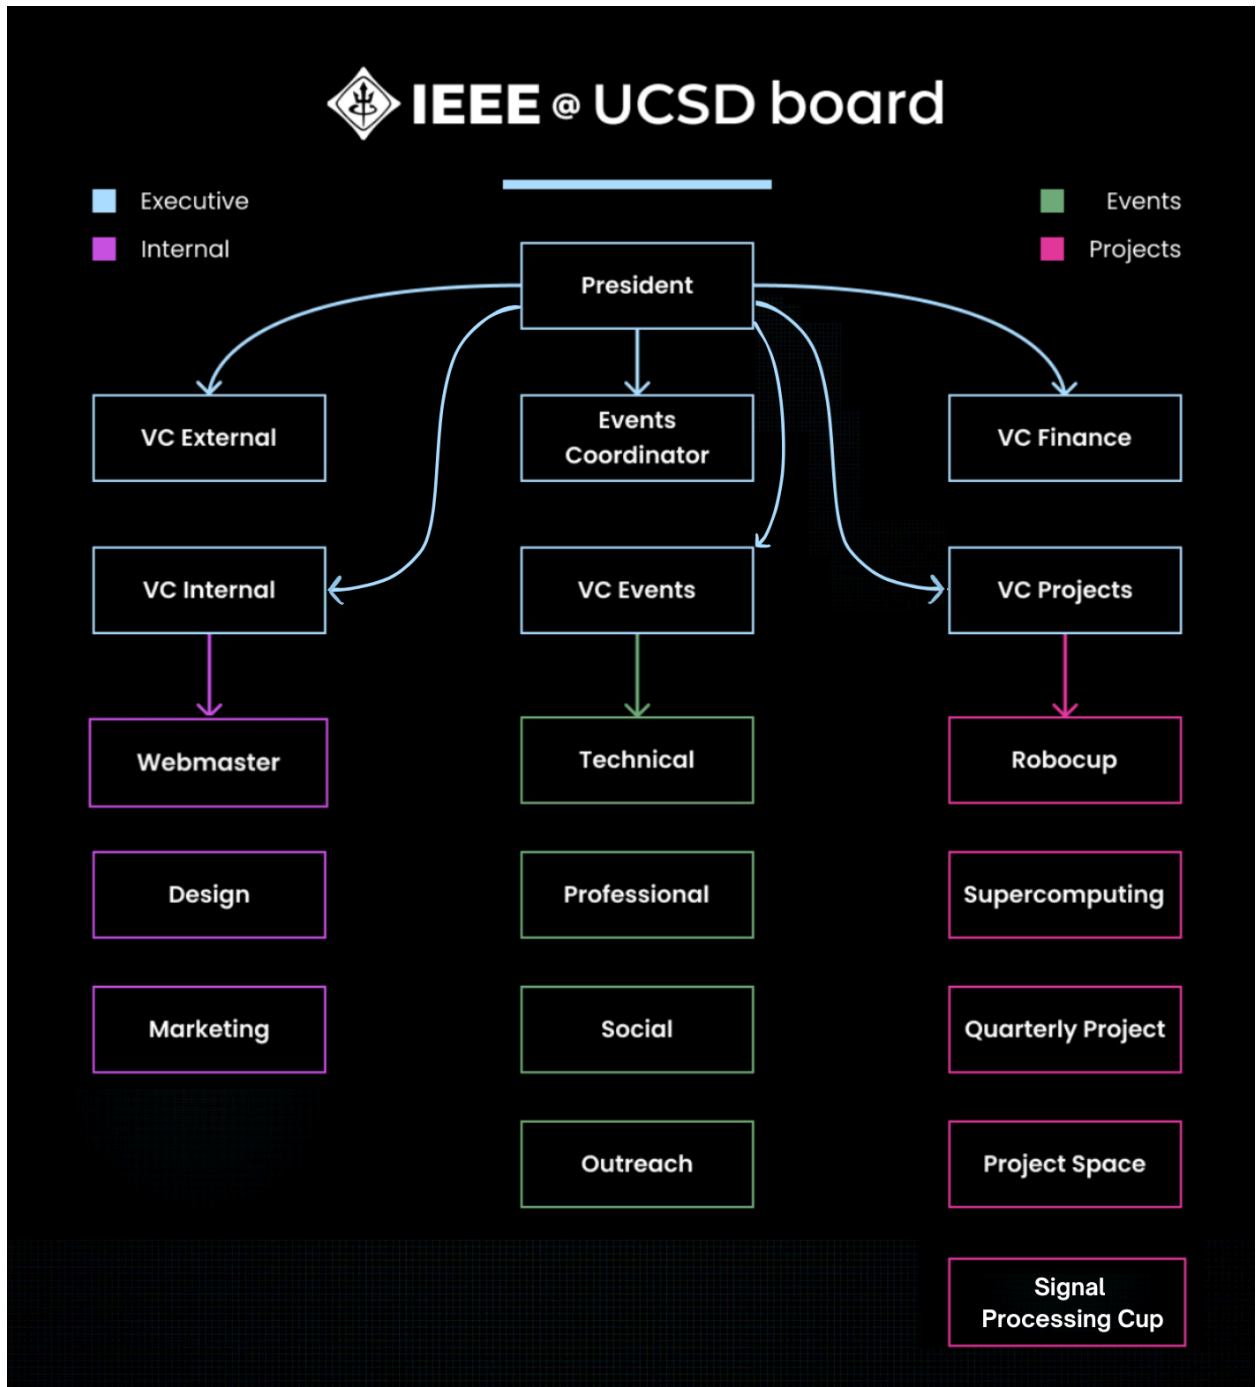 IEEE @ UCSD board
Executive
Internal
Events
Projects
President
VC External
Events
Coordinator
VC Finance
VC Internal
VC Events
VC Projects
Webmaster
Technical
Robocup
Design
Professional
Supercomputing
Marketing
Social
Quarterly Project
Outreach
Project Space
Signal
Processing Cup